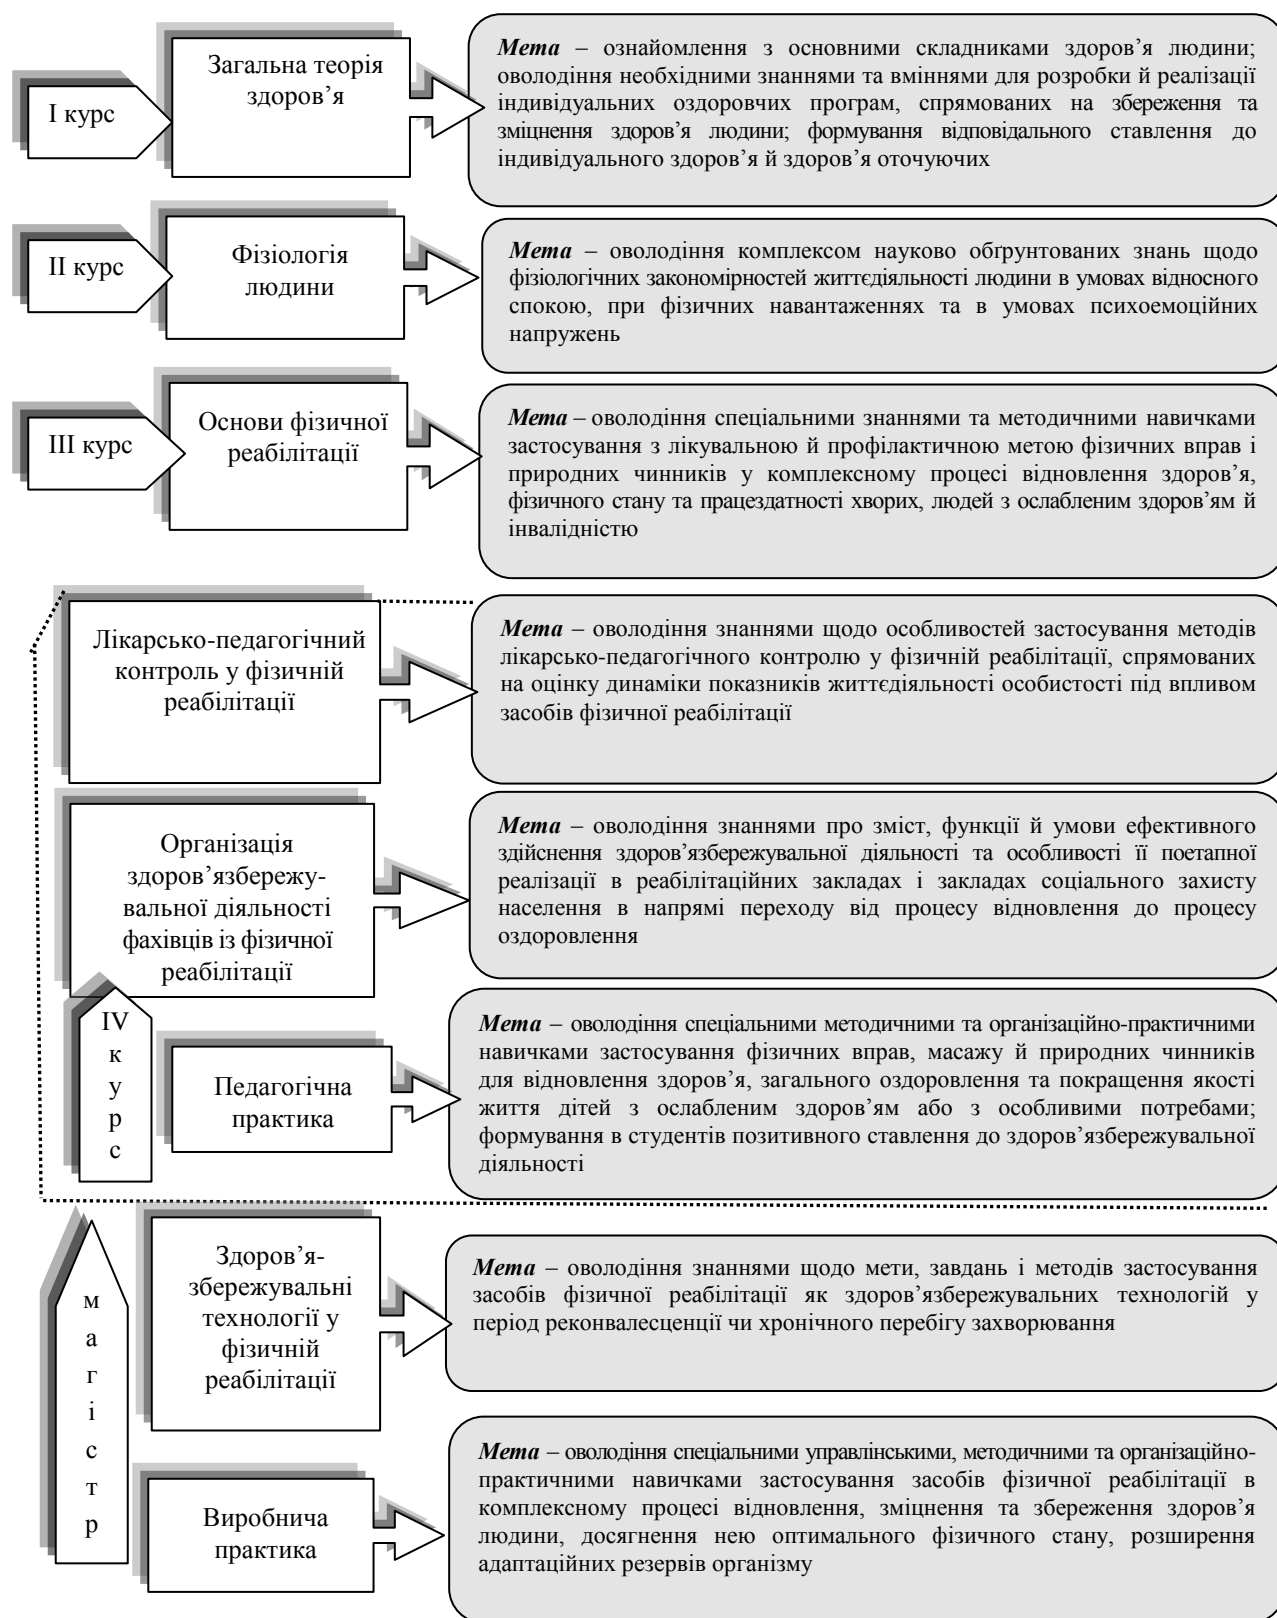 І курс
Загальна теорія
здоров’я
Мета – ознайомлення з основними складниками здоров’я людини;
оволодіння необхідними знаннями та вміннями для розробки й реалізації
індивідуальних оздоровчих програм, спрямованих на збереження та
зміцнення здоров’я людини; формування відповідального ставлення до
індивідуального здоров’я й здоров’я оточуючих
ІІ курс
Фізіологія
людини
Мета – оволодіння комплексом науково обґрунтованих знань щодо
фізіологічних закономірностей життєдіяльності людини в умовах відносного
спокою, при фізичних навантаженнях та в умовах психоемоційних
напружень
ІІІ курс
Основи фізичної
реабілітації
Мета – оволодіння спеціальними знаннями та методичними навичками
застосування з лікувальною й профілактичною метою фізичних вправ і
природних чинників у комплексному процесі відновлення здоров’я,
фізичного стану та працездатності хворих, людей з ослабленим здоров’ям й
інвалідністю
Лікарсько-педагогічний
контроль у фізичній
реабілітації
Мета – оволодіння знаннями щодо особливостей застосування методів
лікарсько-педагогічного контролю у фізичній реабілітації, спрямованих
на оцінку динаміки показників життєдіяльності особистості під впливом
засобів фізичної реабілітації
Організація
здоров’язбережу-
вальної діяльності
фахівців із фізичної
реабілітації
Мета – оволодіння знаннями про зміст, функції й умови ефективного
здійснення здоров’язбережувальної діяльності та особливості її поетапної
реалізації в реабілітаційних закладах і закладах соціального захисту
населення в напрямі переходу від процесу відновлення до процесу
оздоровлення
IV
к
у
р
с
Педагогічна
практика
Мета – оволодіння спеціальними методичними та організаційно-практичними
навичками застосування фізичних вправ, масажу й природних чинників
для відновлення здоров’я, загального оздоровлення та покращення якості
життя дітей з ослабленим здоров’ям або з особливими потребами;
формування в студентів позитивного ставлення до здоров’язбережувальної
діяльності
м
а
г
і
с
т
р
Здоров’я-
збережувальні
технології у
фізичній
реабілітації
Мета – оволодіння знаннями щодо мети, завдань і методів застосування
засобів фізичної реабілітації як здоров’язбережувальних технологій у
період реконвалесценції чи хронічного перебігу захворювання
Виробнича
практика
Мета – оволодіння спеціальними управлінськими, методичними та організаційно-
практичними навичками застосування засобів фізичної реабілітації в
комплексному процесі відновлення, зміцнення та збереження здоров’я
людини, досягнення нею оптимального фізичного стану, розширення
адаптаційних резервів організму